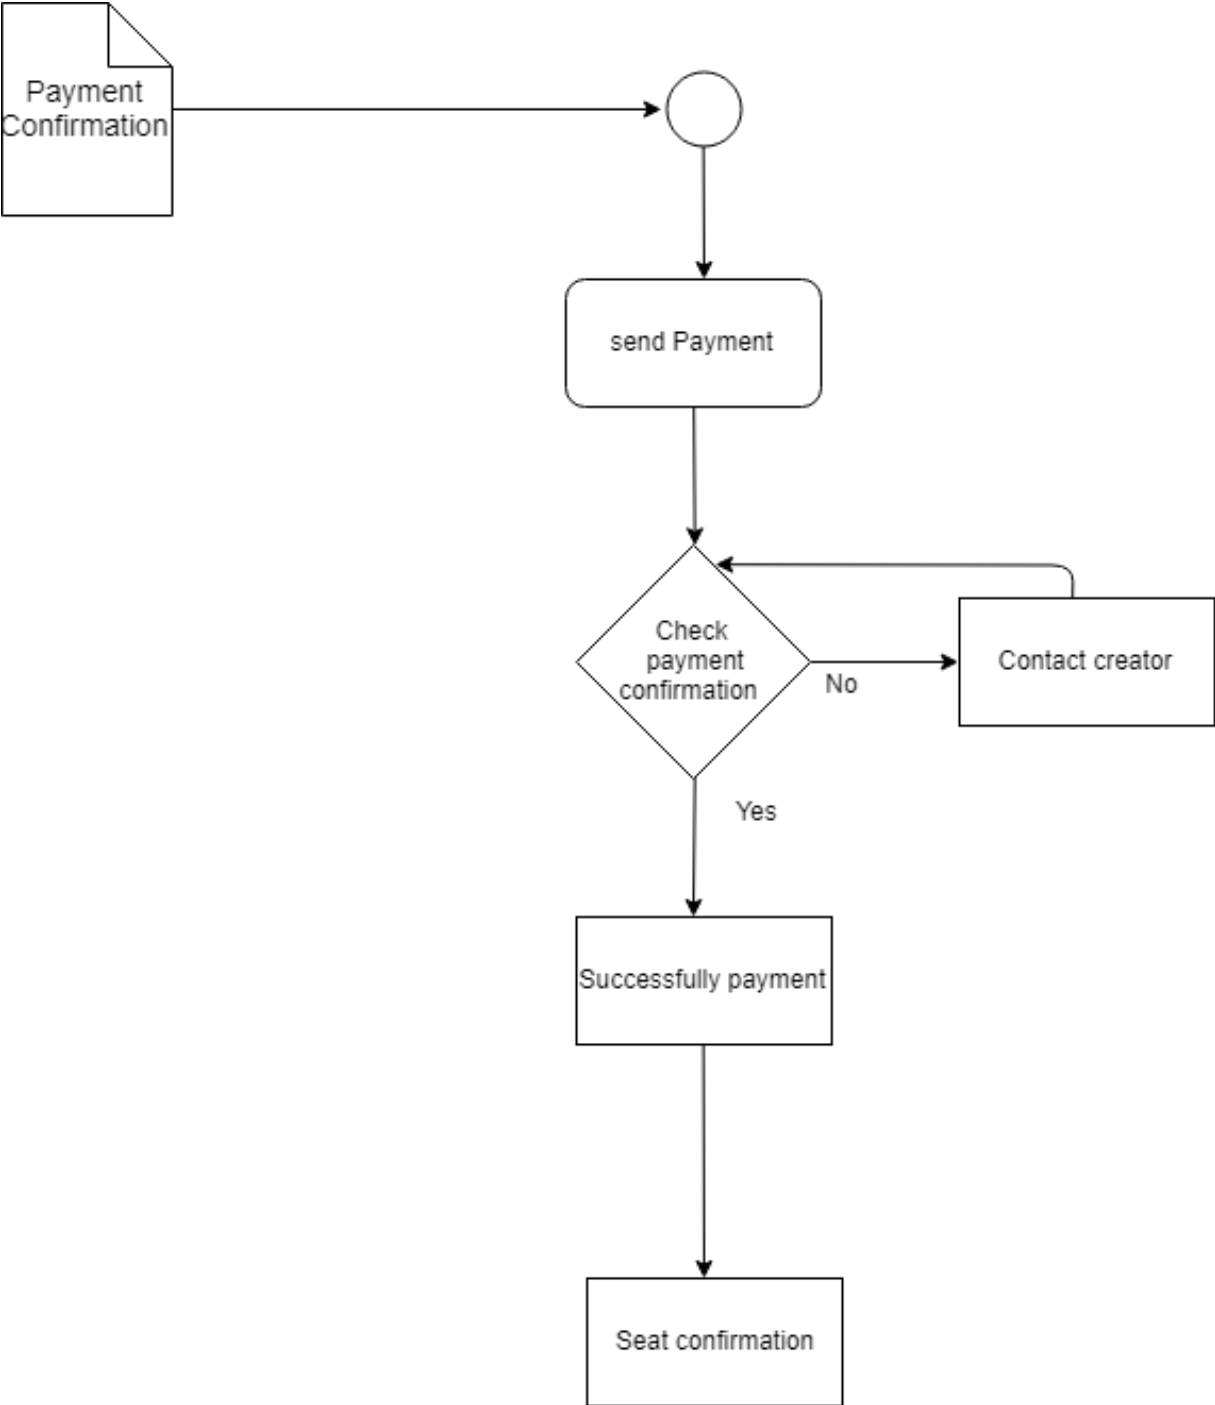 Payment
Confirmation
send Payment
Check
payment
confirmation
No
Contact creator
Yes
Successfully payment
Seat confirmation